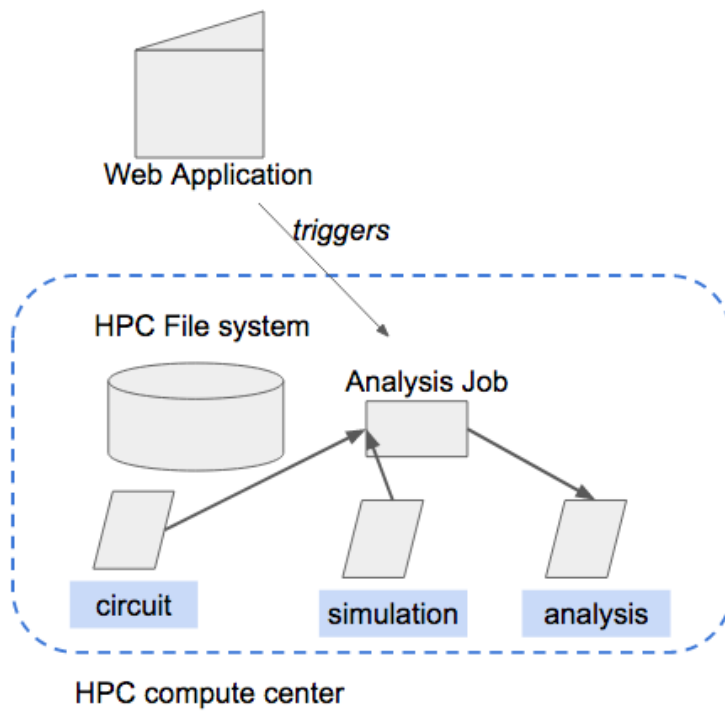 Web Application
triggers
HPC File system
Analysis Job
circuit
simulation
analysis
HPC compute center